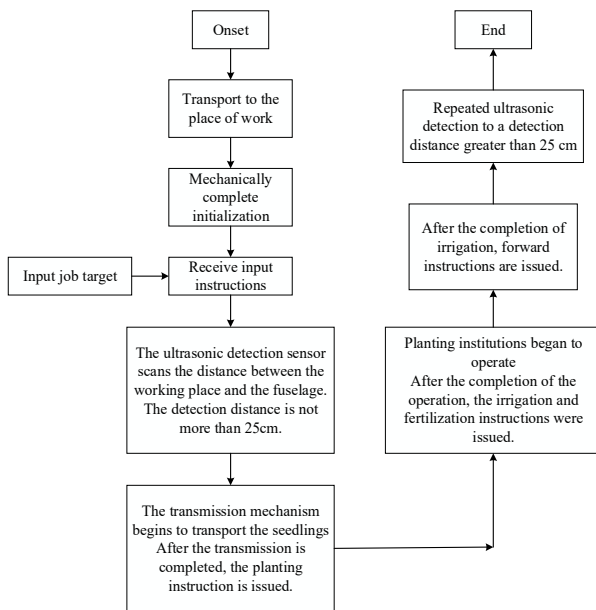 Onset
Transport to the
place of work
Mechanically
complete
initialization
Input job target
Receive input
instructions
The ultrasonic detection sensor
scans the distance between the
working place and the fuselage.
The detection distance is not
more than 25cm.
The transmission mechanism
begins to transport the seedlings
After the transmission is
completed, the planting
instruction is issued.
Planting institutions began to
operate
After the completion of the
operation, the irrigation and
fertilization instructions were
issued.
After the completion of
irrigation, forward
instructions are issued.
Repeated ultrasonic
detection to a detection
distance greater than 25 cm
End